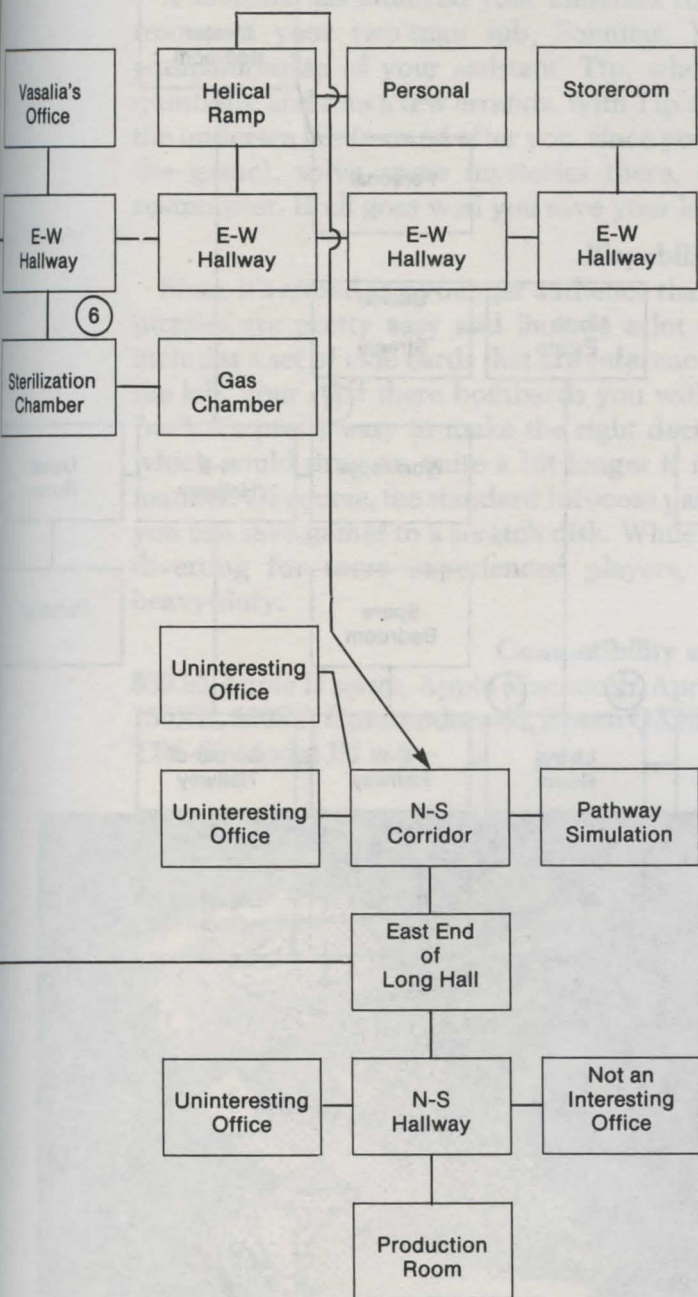 Vasalia's
Office
Helical
Ramp
Personal
Storeroom
E-W
Hallway
E-W
Hallway
E-W
Hallway
E-W
Hallway
6
Sterilization
Chamber
Gas
Chamber
Uninteresting
Office
Uninteresting
Office
N-S
Corridor
Pathway
Simulation
East End
of
Long Hall
Uninteresting
Office
N-S
Hallway
Not an
Interesting
Office
Production
Room